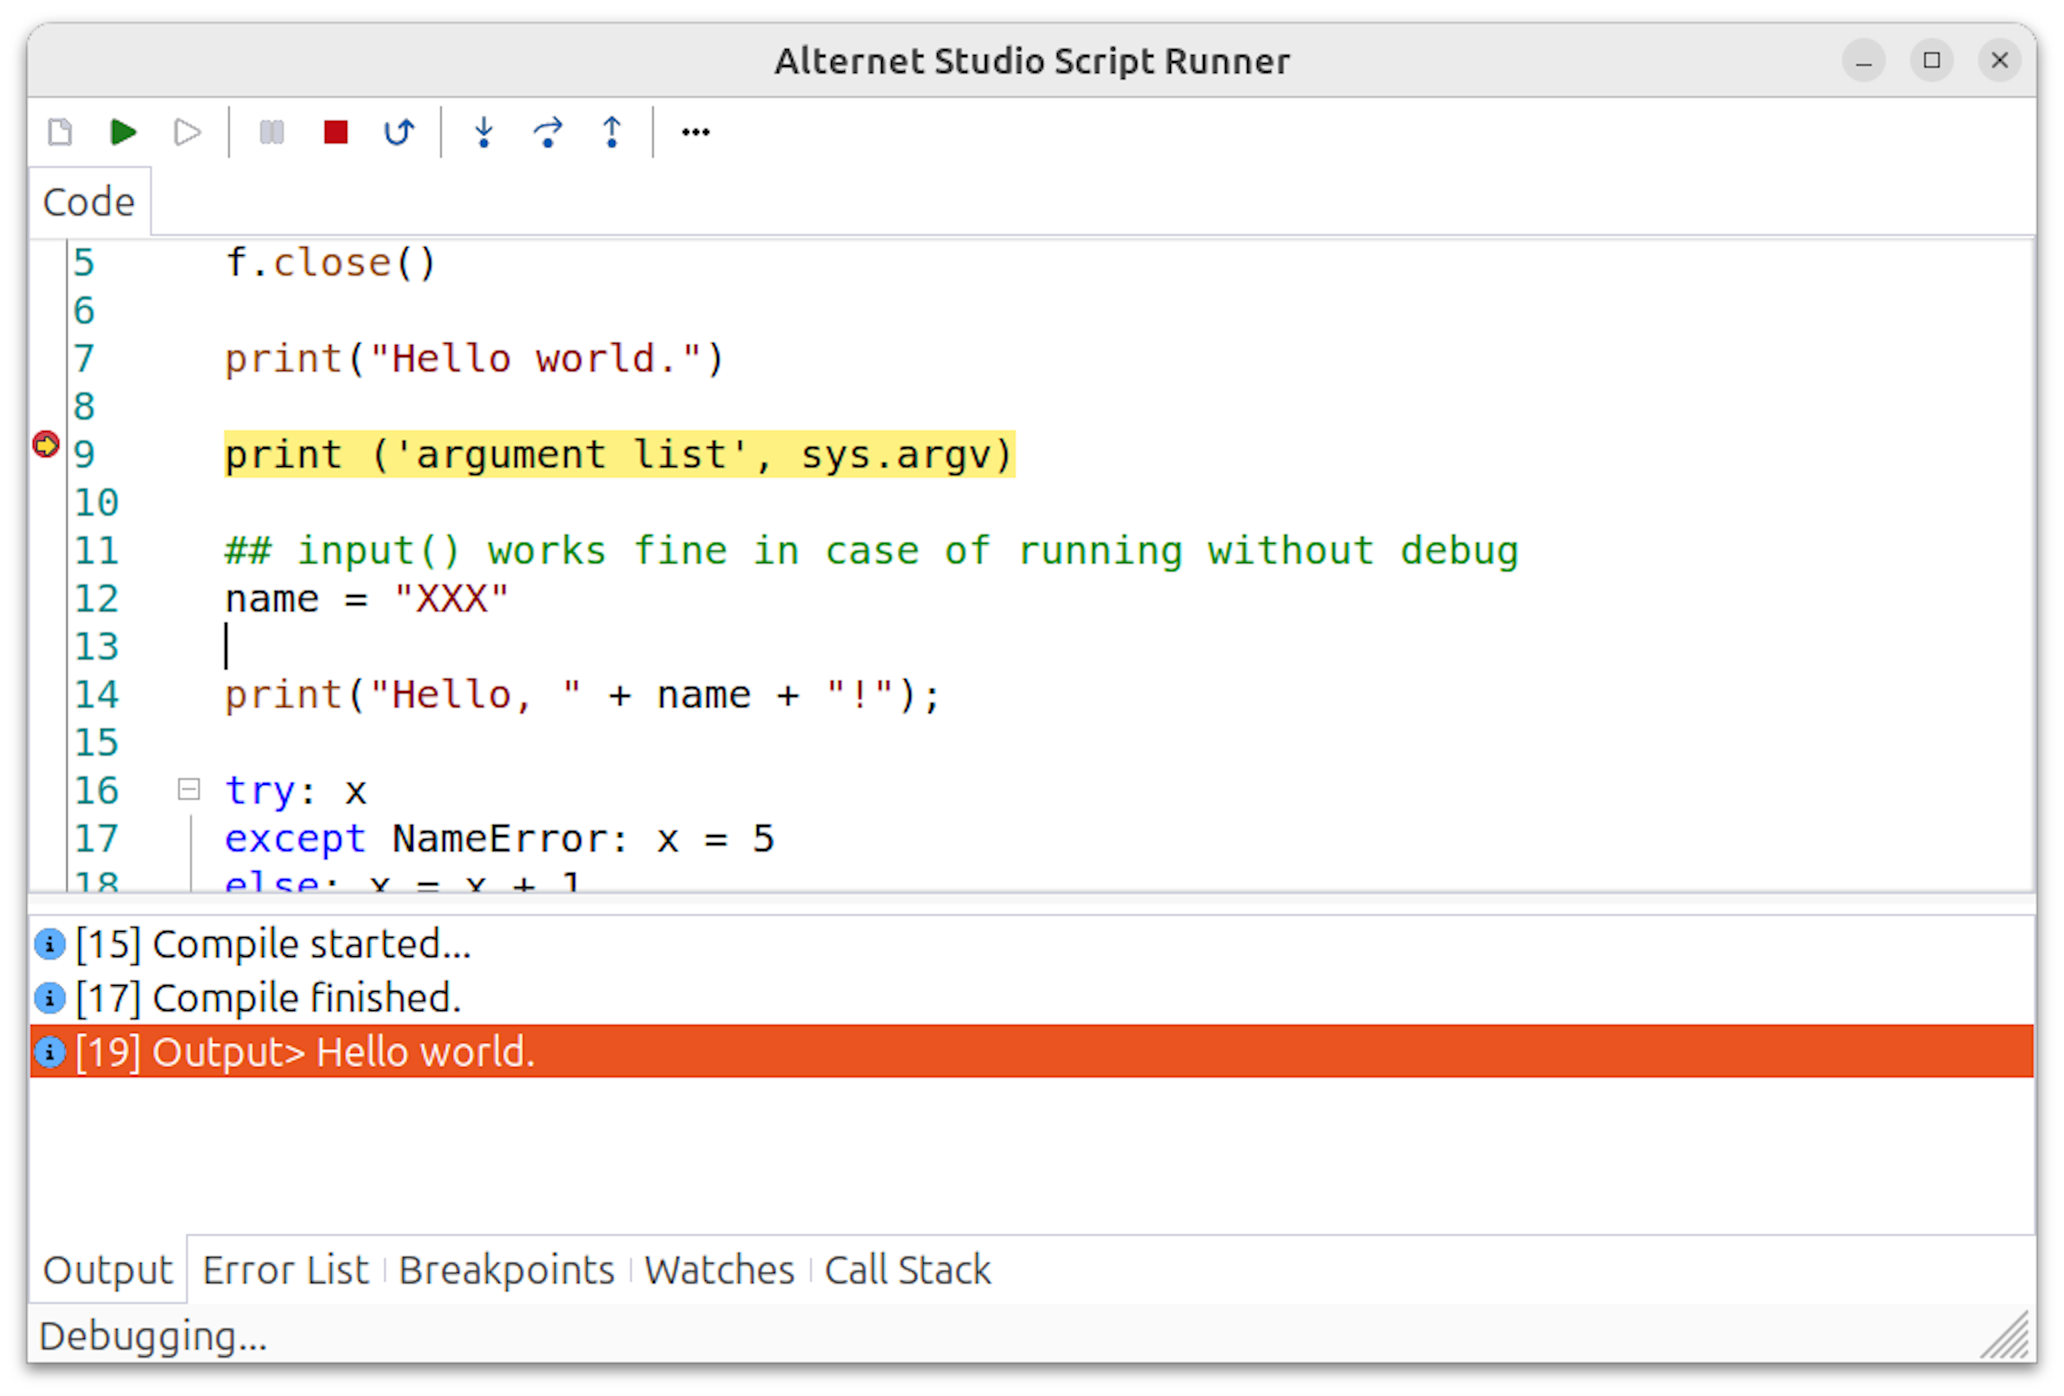 Alternet Studio Script Runner
Code
5 f.close()
6
7 print("Hello world.")
8
9 print ('argument list', sys.argv)
10
11 ## input() works fine in case of running without debug
12 name = "XXX"
13
14 print("Hello, " + name + "!");
15
16 try: x
17 except NameError: x = 5
18 else: x = x + 1
[15] Compile started...
[17] Compile finished.
[19] Output> Hello world.
Output Error List Breakpoints Watches Call Stack
Debugging...